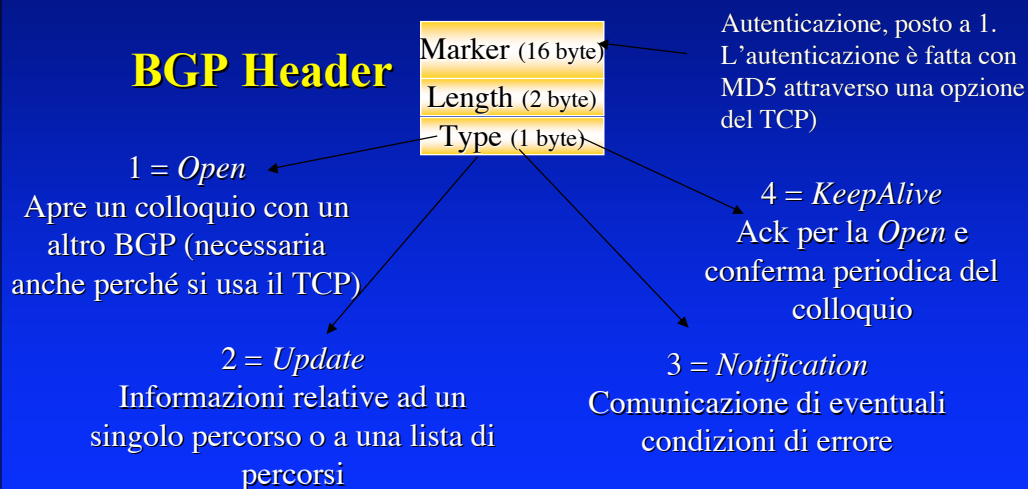 BGP Header
Marker (16 byte)
Length (2 byte)
Type (1 byte)
Autenticazione, posto a 1.
L'autenticazione è fatta con
MD5 attraverso una opzione
del TCP)
1 = Open
Apre un colloquio con un
altro BGP (necessaria
anche perché si usa il TCP)
4 = KeepAlive
Ack per la Open e
conferma periodica del
colloquio
2 = Update
Informazioni relative ad un
singolo percorso o a una lista di
percorsi
3 = Notification
Comunicazione di eventuali
condizioni di errore